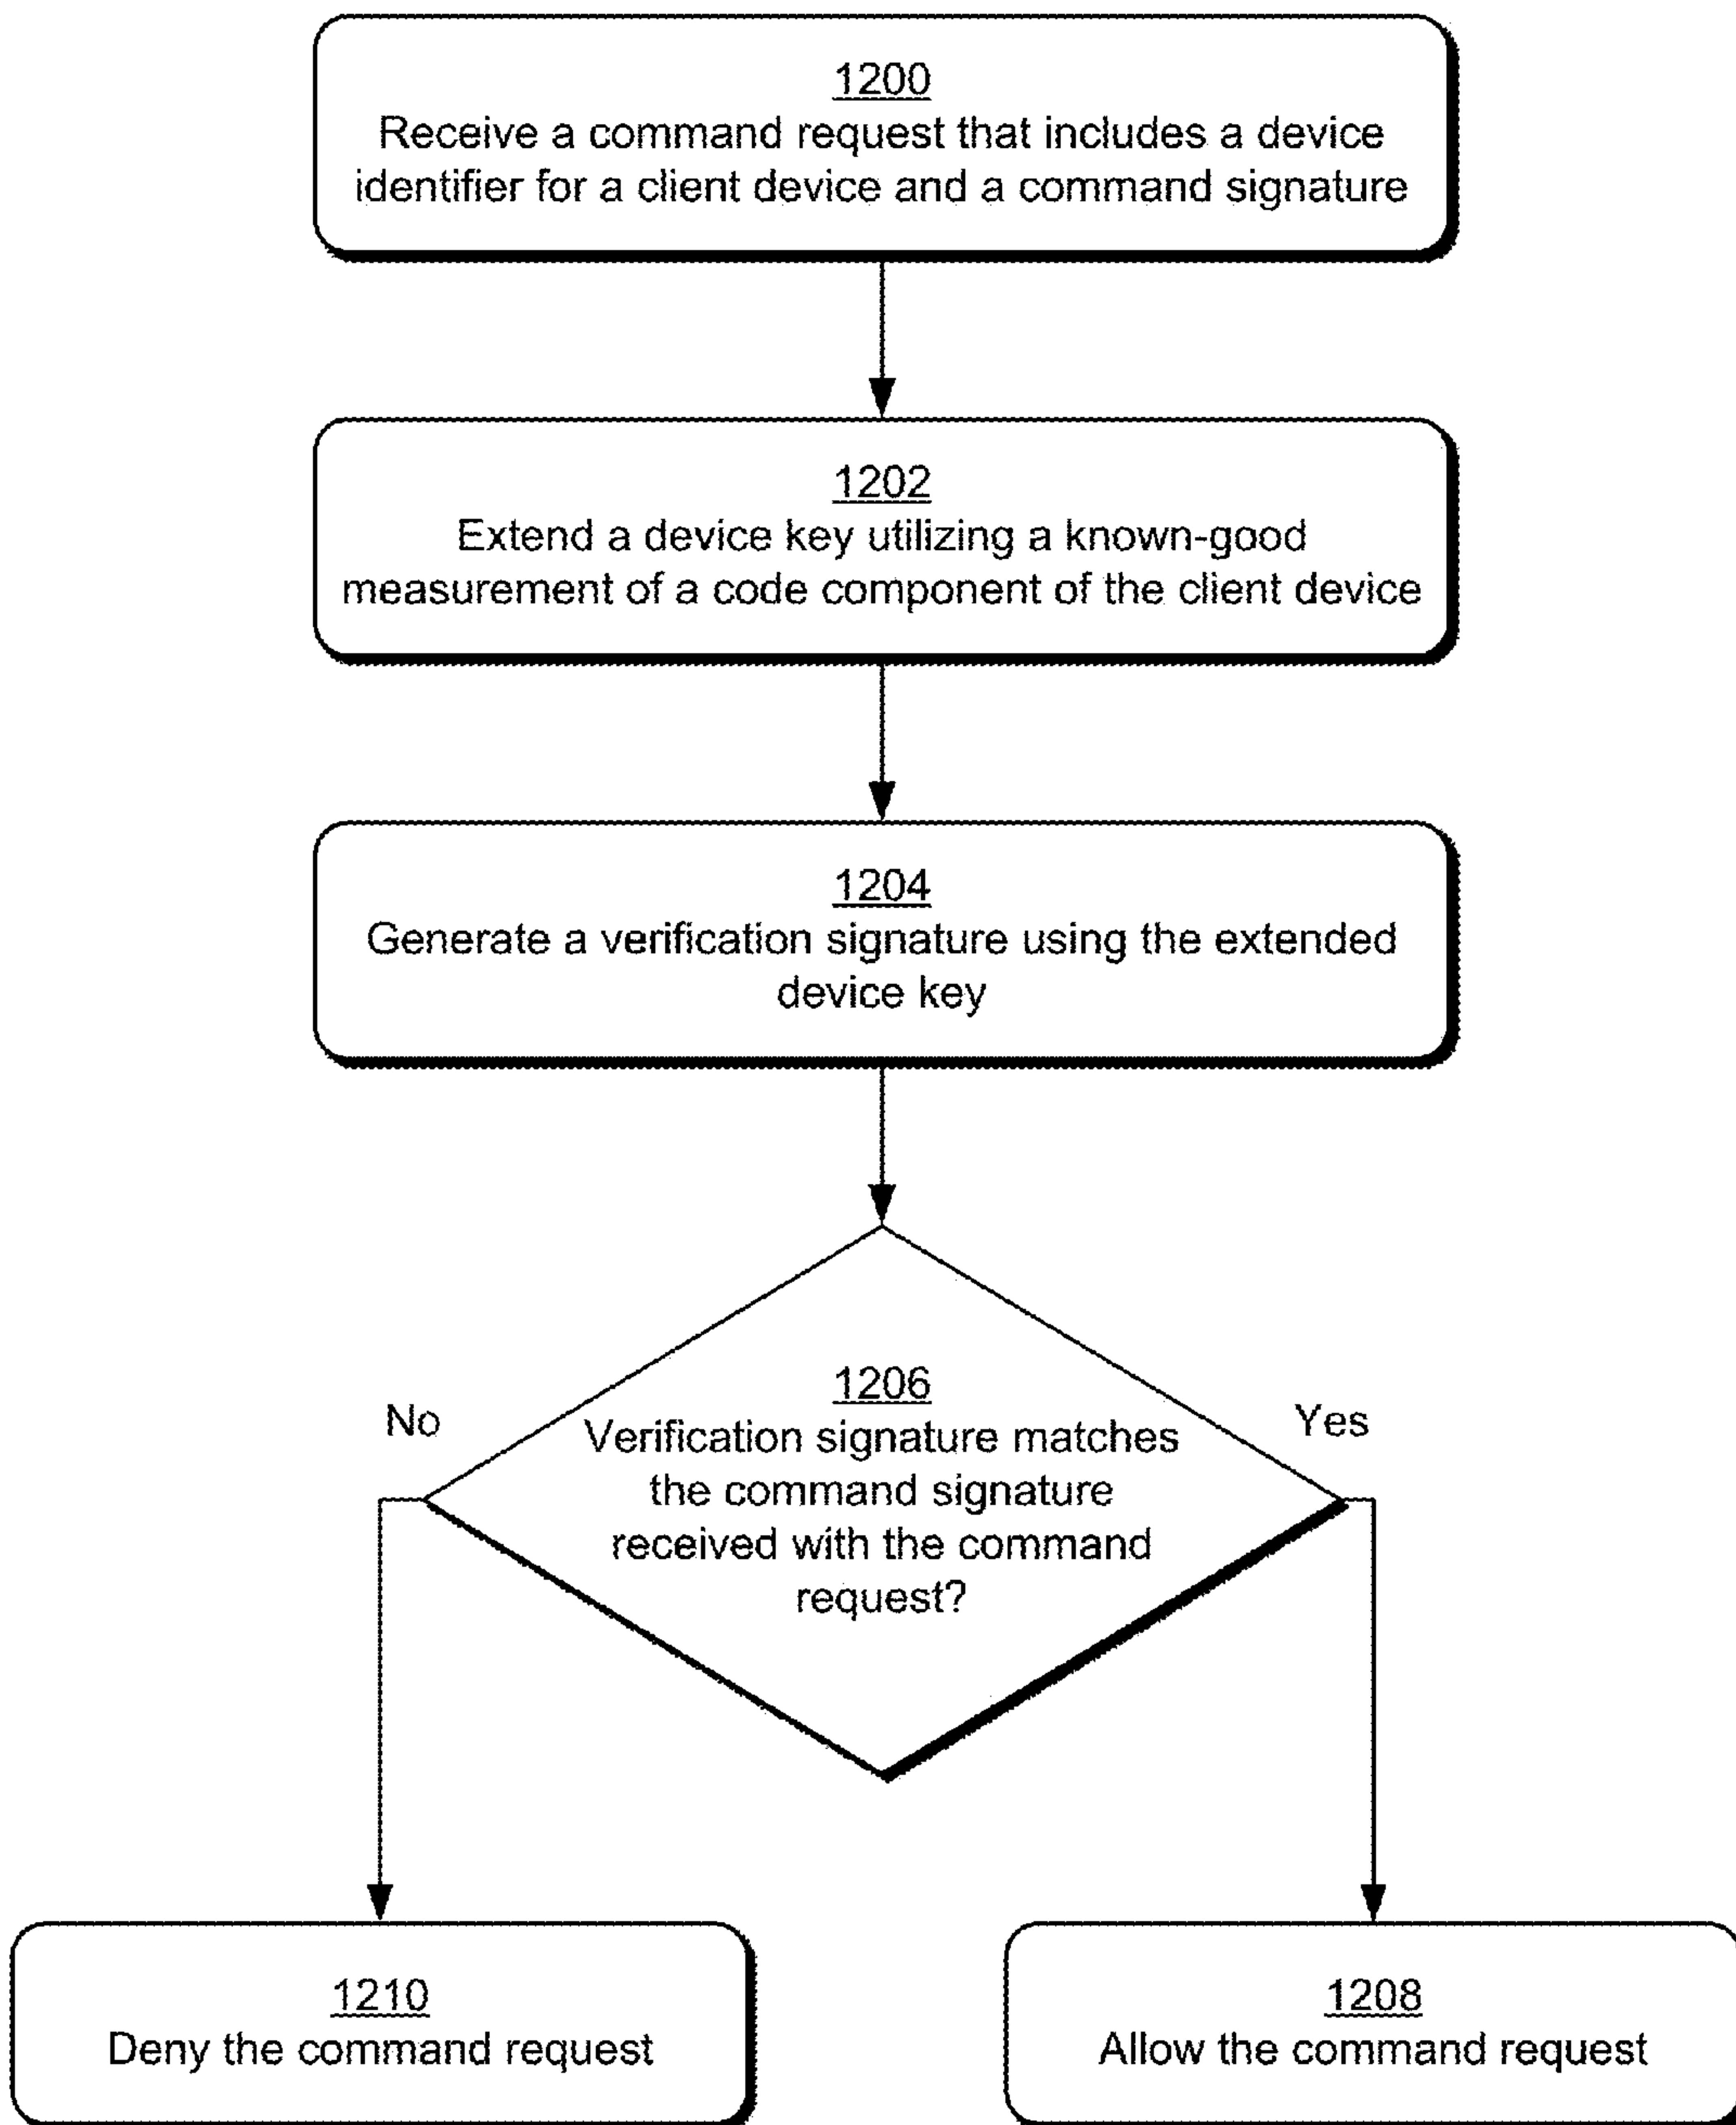 1200
Receive a command request that includes a device
identifier for a client device and a command signature
1202
Extend a device key utilizing a known-good
measurement of a code component of the client device
1204
Generate a verification signature using the extended
device key
1206
Verification signature matches
the command signature
received with the command
request?
No
Yes
1210
Deny the command request
1208
Allow the command request